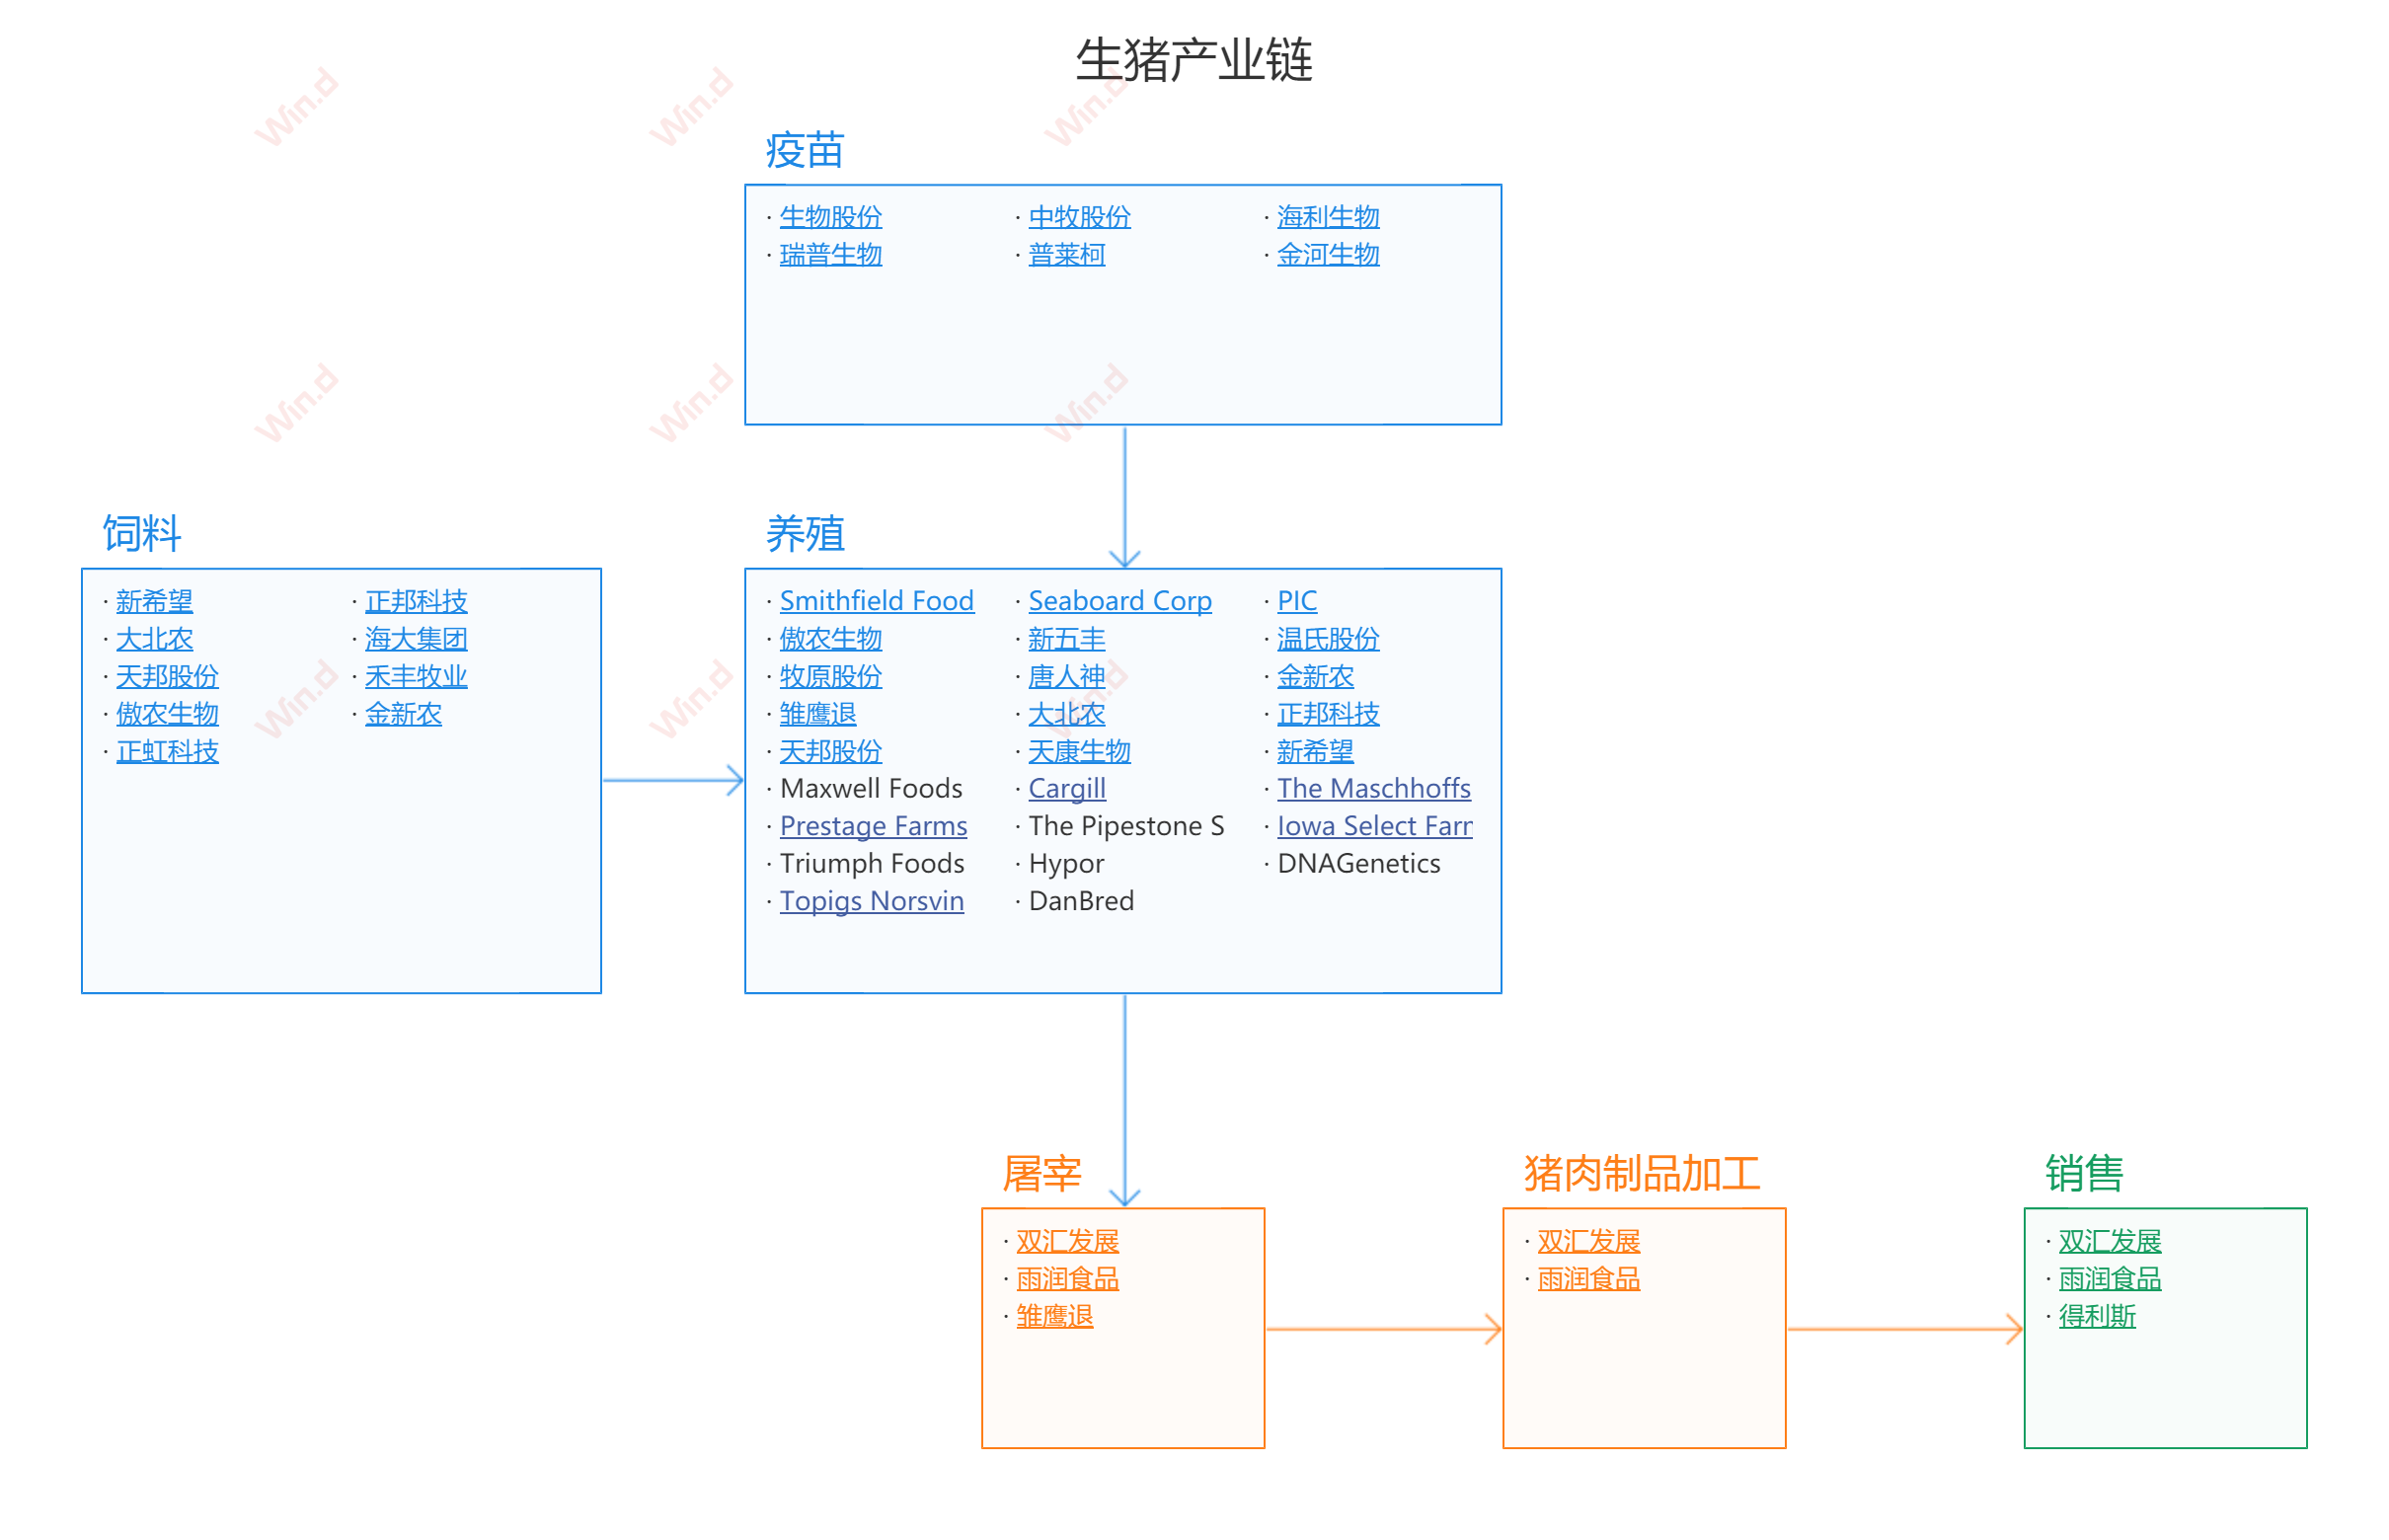 生猪产业链
疫苗
· 生物股份 · 中牧股份 · 海利生物
· 瑞普生物 · 普莱柯 · 金河生物
饲料
· 新希望 · 正邦科技
· 大北农 · 海大集团
· 天邦股份 · 禾丰牧业
· 傲农生物 · 金新农
· 正虹科技
养殖
· Smithfield Food · Seaboard Corp · PIC
· 傲农生物 · 新五丰 · 温氏股份
· 牧原股份 · 唐人神 · 金新农
· 雏鹰退 · 大北农 · 正邦科技
· 天邦股份 · 天康生物 · 新希望
· Maxwell Foods · Cargill · The Maschhoffs
· Prestage Farms · The Pipestone S · Iowa Select Farm
· Triumph Foods · Hypor · DNAGenetics
· Topigs Norsvin · DanBred
屠宰
· 双汇发展
· 雨润食品
· 雏鹰退
猪肉制品加工
· 双汇发展
· 雨润食品
销售
· 双汇发展
· 雨润食品
· 得利斯
Win.d
Win.d
Win.d
Win.d
Win.d
Win.d
Win.d
Win.d
Win.d